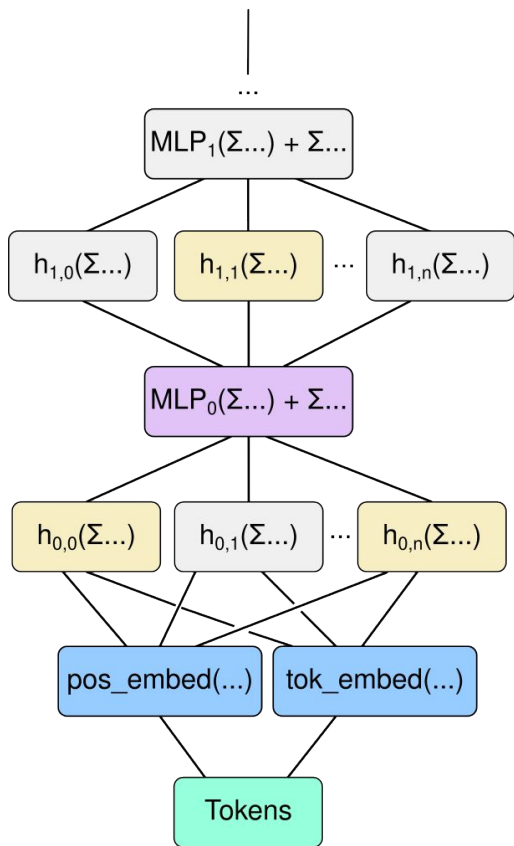 ...
MLP₁(Σ...) + Σ...
h₁,₀(Σ...) h₁,₁(Σ...) ... h₁,ₙ(Σ...)
MLP₀(Σ...) + Σ...
h₀,₀(Σ...) h₀,₁(Σ...) ... h₀,ₙ(Σ...)
pos_embed(...) tok_embed(...)
Tokens